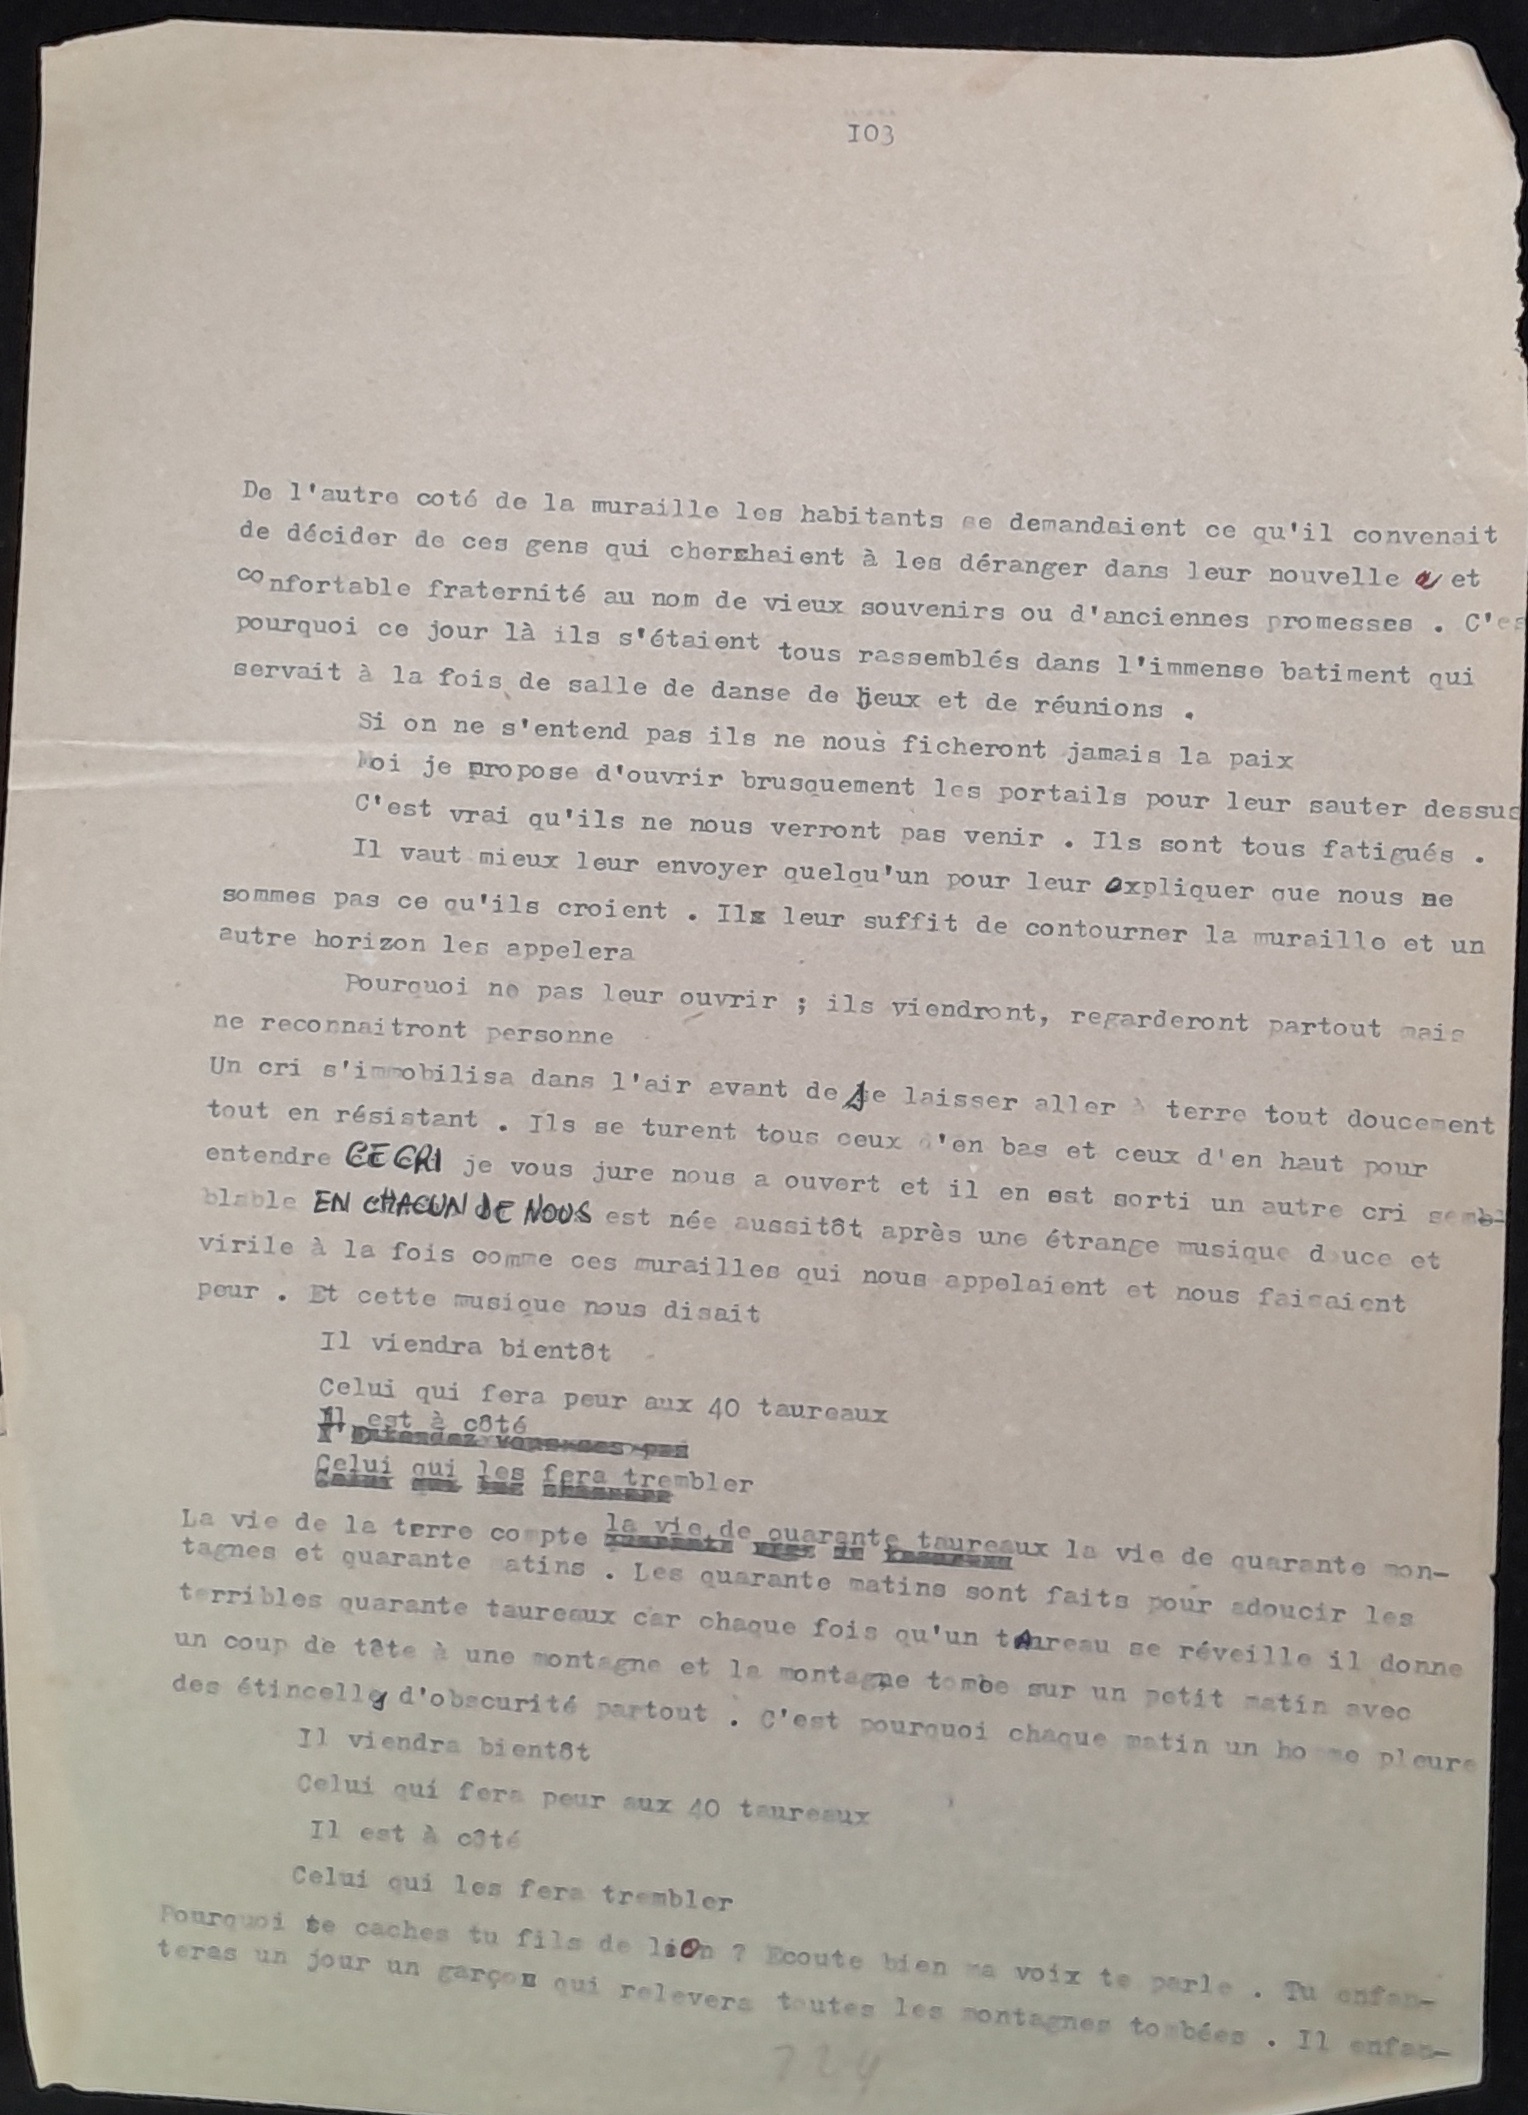 103
De l'autre coté de la muraille les habitants se demandaient ce qu'il convenait
de décider de ces gens qui cherchaient à les déranger dans leur nouvelle et
confortable fraternité au nom de vieux souvenirs ou d'anciennes promesses . C'es
pourquoi ce jour là ils s'étaient tous rassemblés dans l'immense batiment qui
servait à la fois de salle de danse de jeux et de réunions .
Si on ne s'entend pas ils ne nous ficheront jamais la paix
Moi je propose d'ouvrir brusquement les portails pour leur sauter dessus
C'est vrai qu'ils ne nous verront pas venir . Ils sont tous fatigués .
Il vaut mieux leur envoyer quelqu'un pour leur expliquer que nous ne
sommes pas ce qu'ils croient . Il leur suffit de contourner la muraille et un
autre horizon les appelera
Pourquoi ne pas leur ouvrir ; ils viendront, regarderont partout mais
ne reconnaitront personne
Un cri s'immobilisa dans l'air avant de se laisser aller à terre tout doucement
tout en résistant . Ils se turent tous ceux d'en bas et ceux d'en haut pour
entendre CE CRI je vous jure nous a ouvert et il en est sorti un autre cri sembl-
blable EN CHACUN DE NOUS est née aussitôt après une étrange musique douce et
virile à la fois comme ces murailles qui nous appelaient et nous faisaient
peur . Et cette musique nous disait
Il viendra bientôt
Celui qui fera peur aux 40 taureaux
Il est à côté
Entendez vous ses pas
Celui qui les fera trembler
La vie de la terre compte la vie de quarante taureaux la vie de quarante mon-
tagnes et quarante matins . Les quarante matins sont faits pour adoucir les
terribles quarante taureaux car chaque fois qu'un tAureau se réveille il donne
un coup de tête à une montagne et la montagne tombe sur un petit matin avec
des étincelles d'obscurité partout . C'est pourquoi chaque matin un homme pleure
Il viendra bientôt
Celui qui fera peur aux 40 taureaux
Il est à côté
Celui qui les fera trembler
Pourquoi te caches tu fils de liOn ? Ecoute bien ma voix te parle . Tu enfan-
teras un jour un garçon qui relevera toutes les montagnes tombées . Il enfan-
724